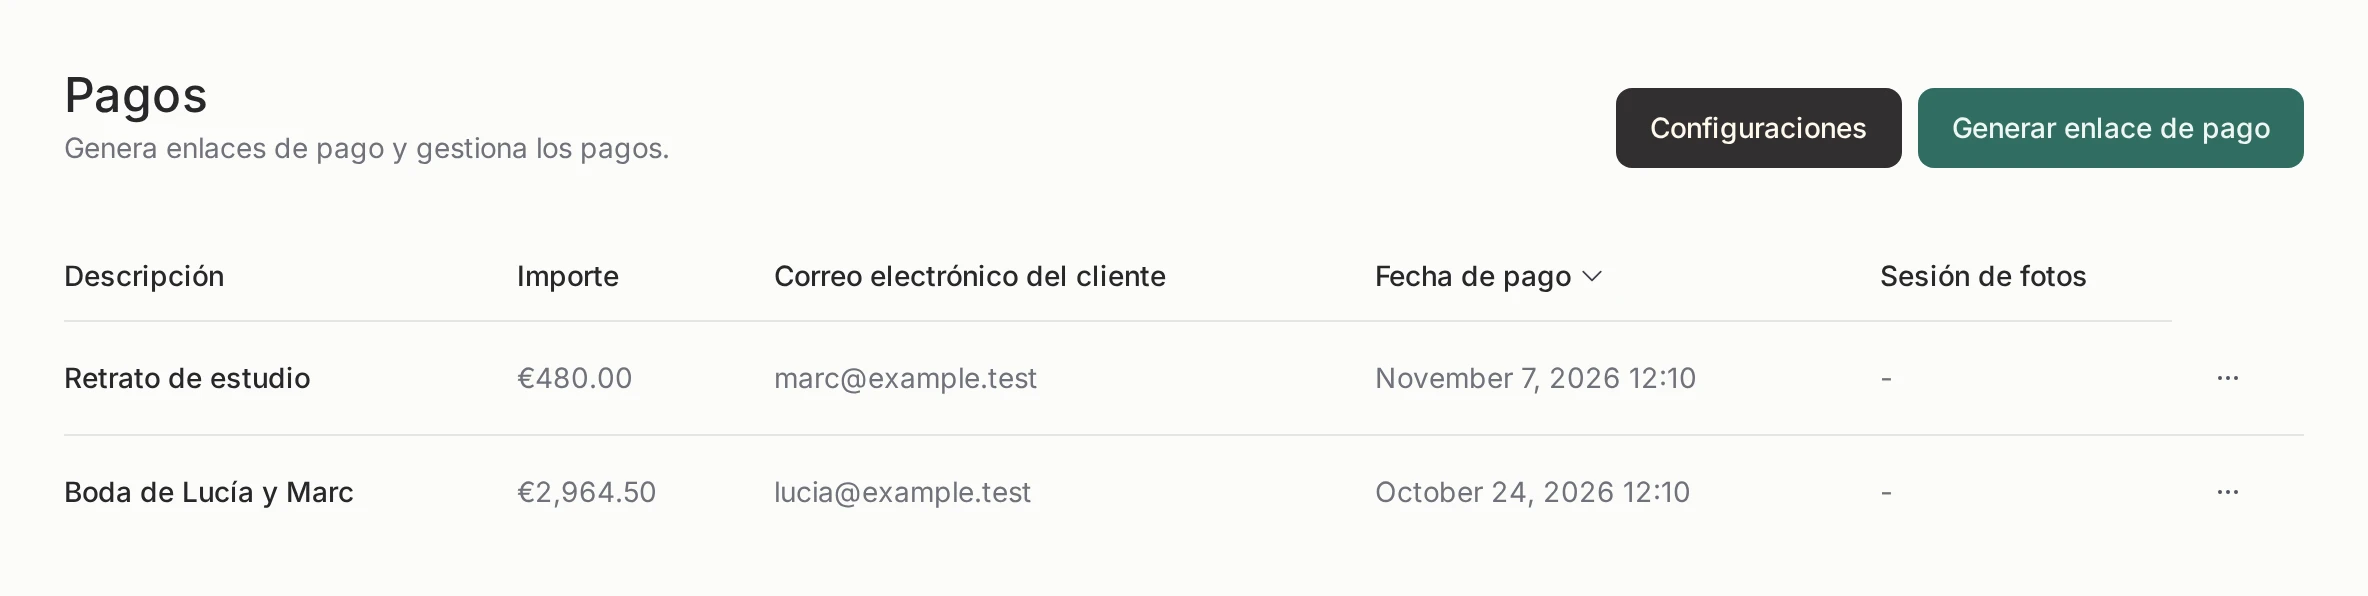 Pagos
Genera enlaces de pago y gestiona los pagos.
Configuraciones
Generar enlace de pago
Descripción Importe Correo electrónico del cliente Fecha de pago Sesión de fotos
Retrato de estudio €480.00 marc@example.test November 7, 2026 12:10 - ...
Boda de Lucía y Marc €2,964.50 lucia@example.test October 24, 2026 12:10 - ...